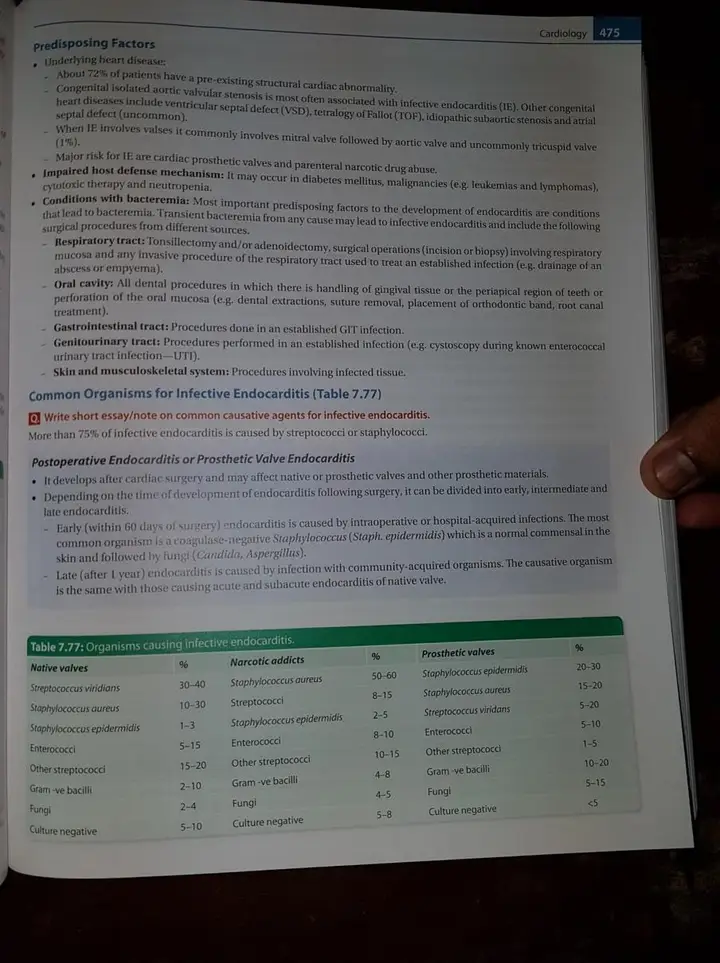 Cardiology 475
Predisposing Factors
• Underlying heart disease:
– About 72% of patients have a pre-existing structural cardiac abnormality.
– Congenital isolated aortic valvular stenosis is most often associated with infective endocarditis (IE). Other congenital
heart diseases include ventricular septal defect (VSD), tetralogy of Fallot (TOF), idiopathic subaortic stenosis and atrial
septal defect (uncommon).
– When IE involves valses it commonly involves mitral valve followed by aortic valve and uncommonly tricuspid valve
(1%).
– Major risk for IE are cardiac prosthetic valves and parenteral narcotic drug abuse.
• Impaired host defense mechanism: It may occur in diabetes mellitus, malignancies (e.g. leukemias and lymphomas),
cytotoxic therapy and neutropenia.
• Conditions with bacteremia: Most important predisposing factors to the development of endocarditis are conditions
that lead to bacteremia. Transient bacteremia from any cause may lead to infective endocarditis and include the following
surgical procedures from different sources.
– Respiratory tract: Tonsillectomy and/or adenoidectomy, surgical operations (incision or biopsy) involving respiratory
mucosa and any invasive procedure of the respiratory tract used to treat an established infection (e.g. drainage of an
abscess or empyema).
– Oral cavity: All dental procedures in which there is handling of gingival tissue or the periapical region of teeth or
perforation of the oral mucosa (e.g. dental extractions, suture removal, placement of orthodontic band, root canal
treatment).
– Gastrointestinal tract: Procedures done in an established GIT infection.
– Genitourinary tract: Procedures performed in an established infection (e.g. cystoscopy during known enterococcal
urinary tract infection—UTI).
– Skin and musculoskeletal system: Procedures involving infected tissue.
Common Organisms for Infective Endocarditis (Table 7.77)
Q. Write short essay/note on common causative agents for infective endocarditis.
More than 75% of infective endocarditis is caused by streptococci or staphylococci.
Postoperative Endocarditis or Prosthetic Valve Endocarditis
• It develops after cardiac surgery and may affect native or prosthetic valves and other prosthetic materials.
• Depending on the time of development of endocarditis following surgery, it can be divided into early, intermediate and
late endocarditis.
– Early (within 60 days of surgery) endocarditis is caused by intraoperative or hospital-acquired infections. The most
common organism is a coagulase-negative Staphylococcus (Staph. epidermidis) which is a normal commensal in the
skin and followed by fungi (Candida, Aspergillus).
– Late (after 1 year) endocarditis is caused by infection with community-acquired organisms. The causative organism
is the same with those causing acute and subacute endocarditis of native valve.
Table 7.77: Organisms causing infective endocarditis.
Native valves % Narcotic addicts % Prosthetic valves %
Streptococcus viridians 30–40 Staphylococcus aureus 50–60 Staphylococcus epidermidis 20-30
Staphylococcus aureus 10–30 Streptococci 8–15 Staphylococcus aureus 15–20
Staphylococcus epidermidis 1–3 Staphylococcus epidermidis 2–5 Streptococcus viridans 5–20
Enterococci 5–15 Enterococci 8–10 Enterococci 5–10
Other streptococci 15–20 Other streptococci 10–15 Other streptococci 1–5
Gram -ve bacilli 2–10 Gram -ve bacilli 4–8 Gram -ve bacilli 10–20
Fungi 2–4 Fungi 4–5 Fungi 5–15
Culture negative 5–10 Culture negative 5–8 Culture negative <5